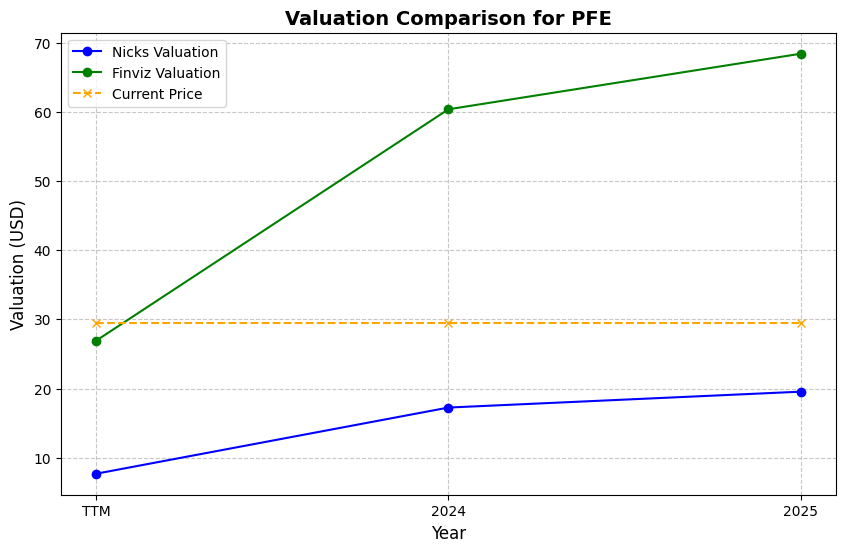 Valuation Comparison for PFE
Nicks Valuation
Finviz Valuation
Current Price
Valuation (USD)
70
60
50
40
30
20
10
TTM
2024
2025
Year